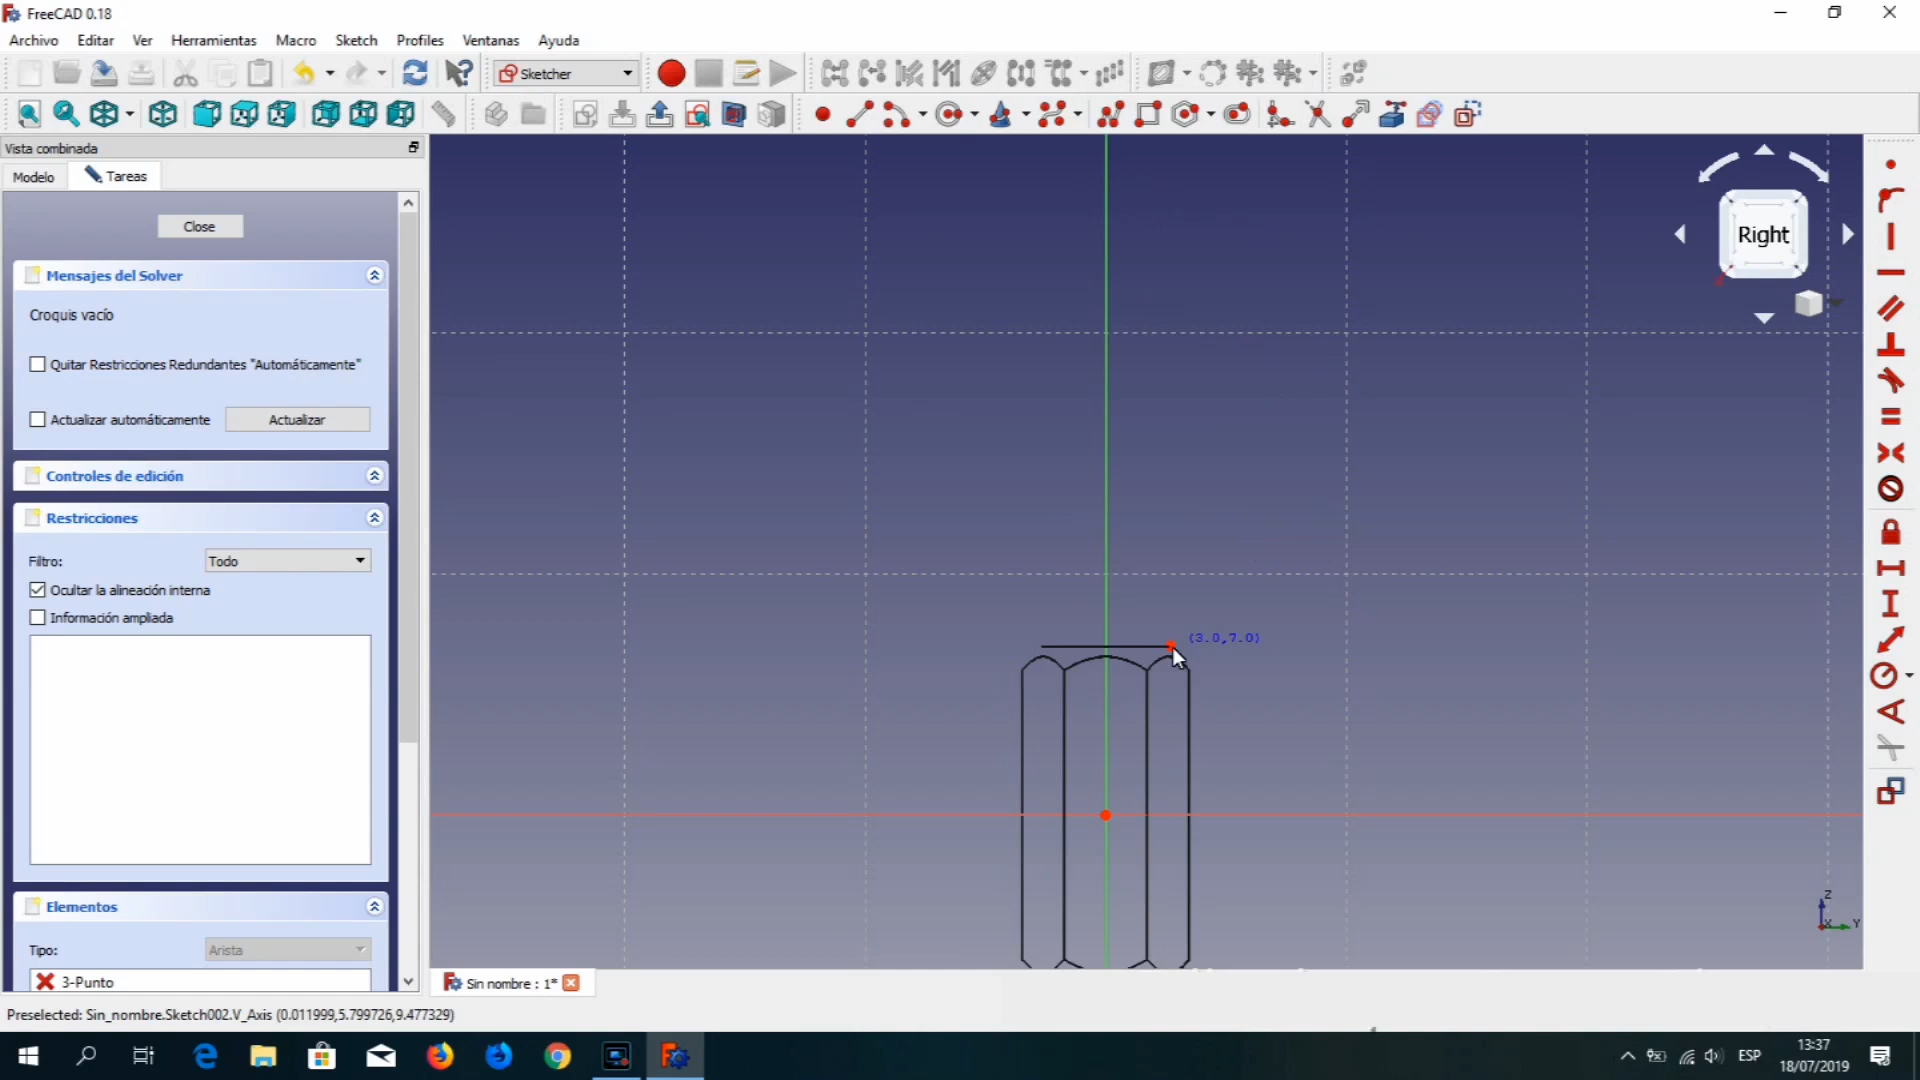 FreeCAD 0.18
Archivo Editar Ver Herramientas Macro Sketch Profiles Ventanas Ayuda
Sketcher
Vista combinada
Modelo Tareas
Close
Mensajes del Solver
Croquis vacío
Quitar Restricciones Redundantes "Automáticamente"
Actualizar automáticamente Actualizar
Controles de edición
Restricciones
Filtro: Todo
Ocultar la alineación interna
Información ampliada
Elementos
Tipo: Arista
3-Punto
Right
(3.0,7.0)
Z
X Y
Sin nombre : 1*
Preselected: Sin_nombre.Sketch002.V_Axis (0.011999,5.799726,9.477329)
ESP
13:37
18/07/2019